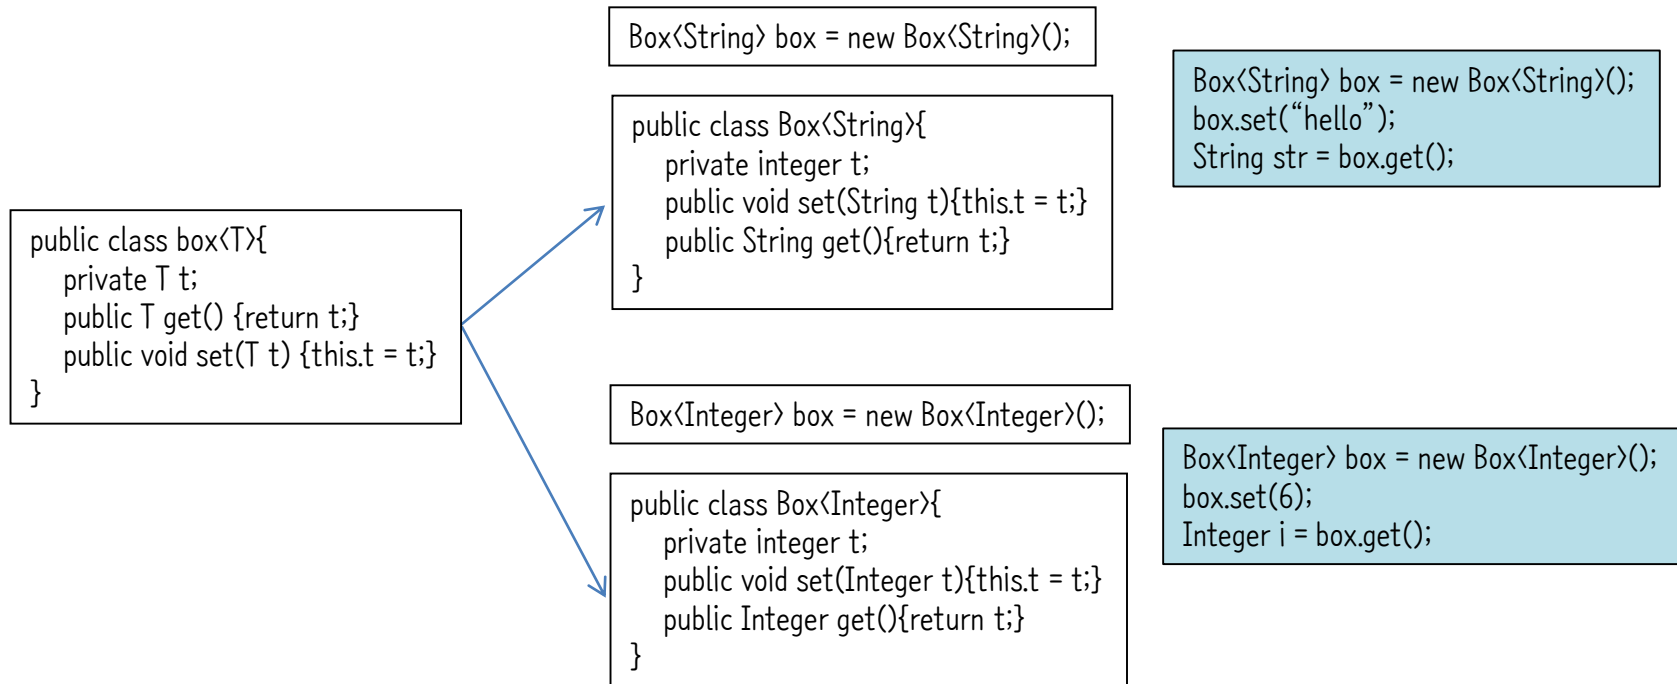 public class box<T>{
private T t;
public T get() {return t;}
public void set(T t) {this.t = t;}
}
Box<String> box = new Box<String>();
public class Box<String>{
private integer t;
public void set(String t){this.t = t;}
public String get(){return t;}
}
Box<String> box = new Box<String>();
box.set(“hello”);
String str = box.get();
Box<Integer> box = new Box<Integer>();
public class Box<Integer>{
private integer t;
public void set(Integer t){this.t = t;}
public Integer get(){return t;}
}
Box<Integer> box = new Box<Integer>();
box.set(6);
Integer i = box.get();